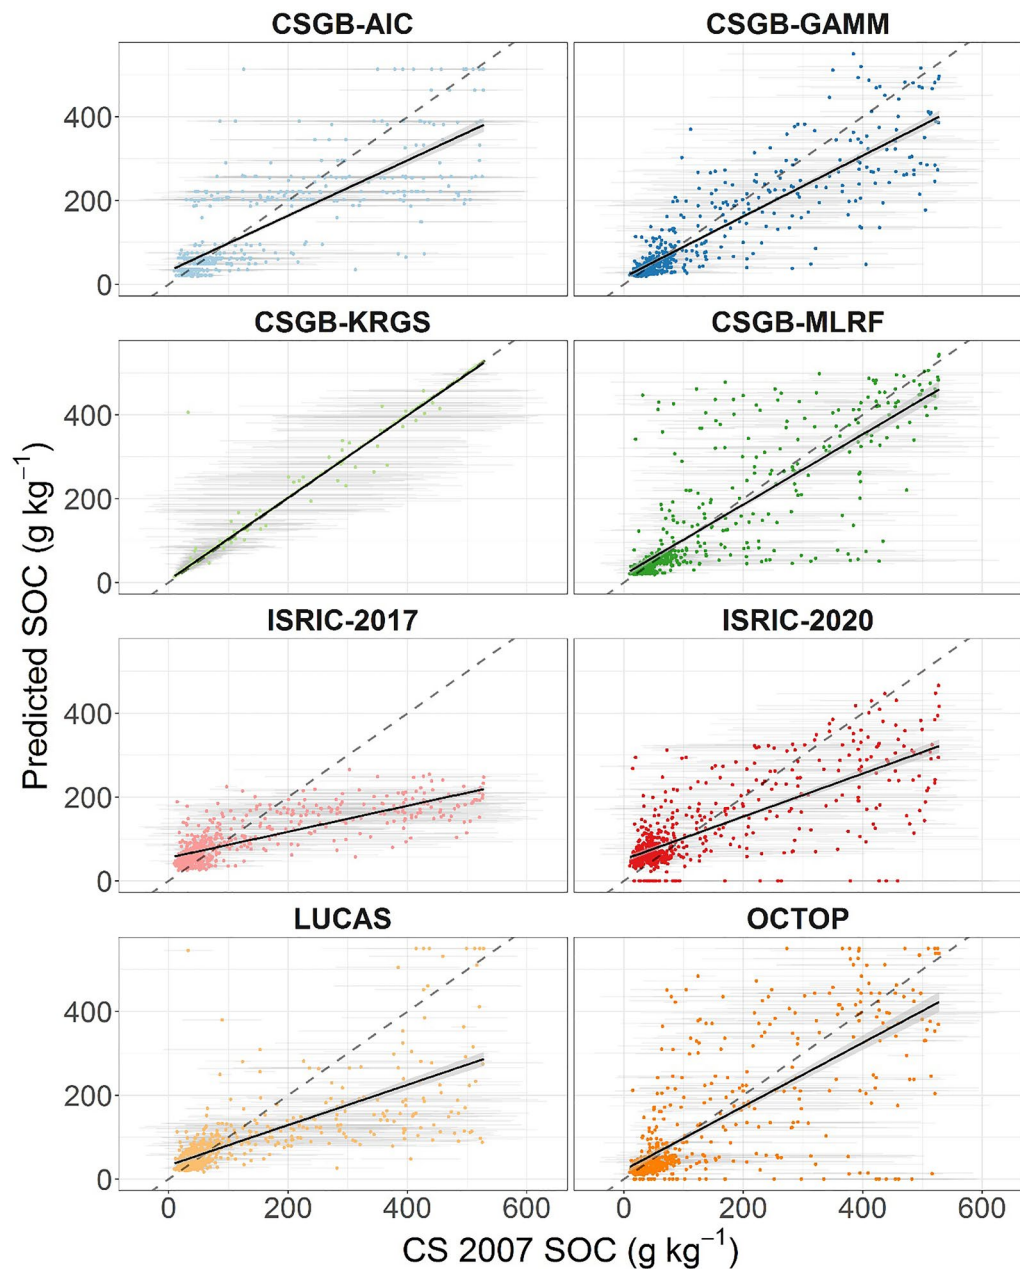 CSGB-AIC CSGB-GAMM
400
200
0
CSGB-KRGS CSGB-MLRF
400
200
0
ISRIC-2017 ISRIC-2020
400
200
0
LUCAS OCTOP
400
200
0
0 200 400 600 0 200 400 600
Predicted SOC (g kg⁻¹)
CS 2007 SOC (g kg⁻¹)